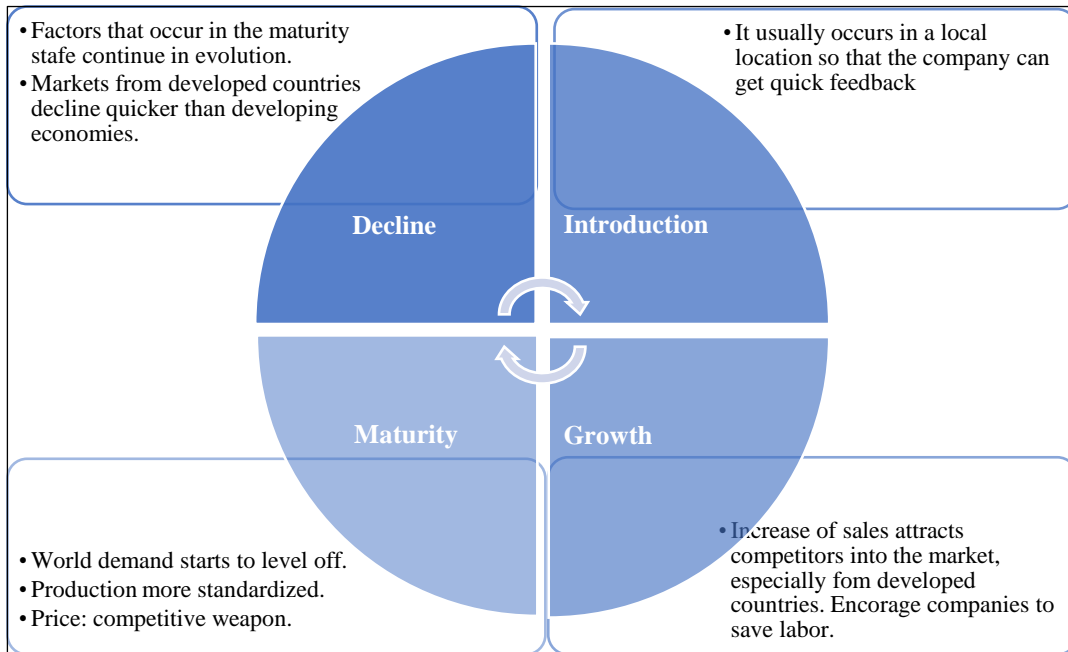 • Factors that occur in the maturity
stafe continue in evolution.
• Markets from developed countries
decline quicker than developing
economies.
• It usually occurs in a local
location so that the company can
get quick feedback
Decline
Introduction
Maturity
Growth
• World demand starts to level off.
• Production more standardized.
• Price: competitive weapon.
• Increase of sales attracts
competitors into the market,
especially fom developed
countries. Encorage companies to
save labor.